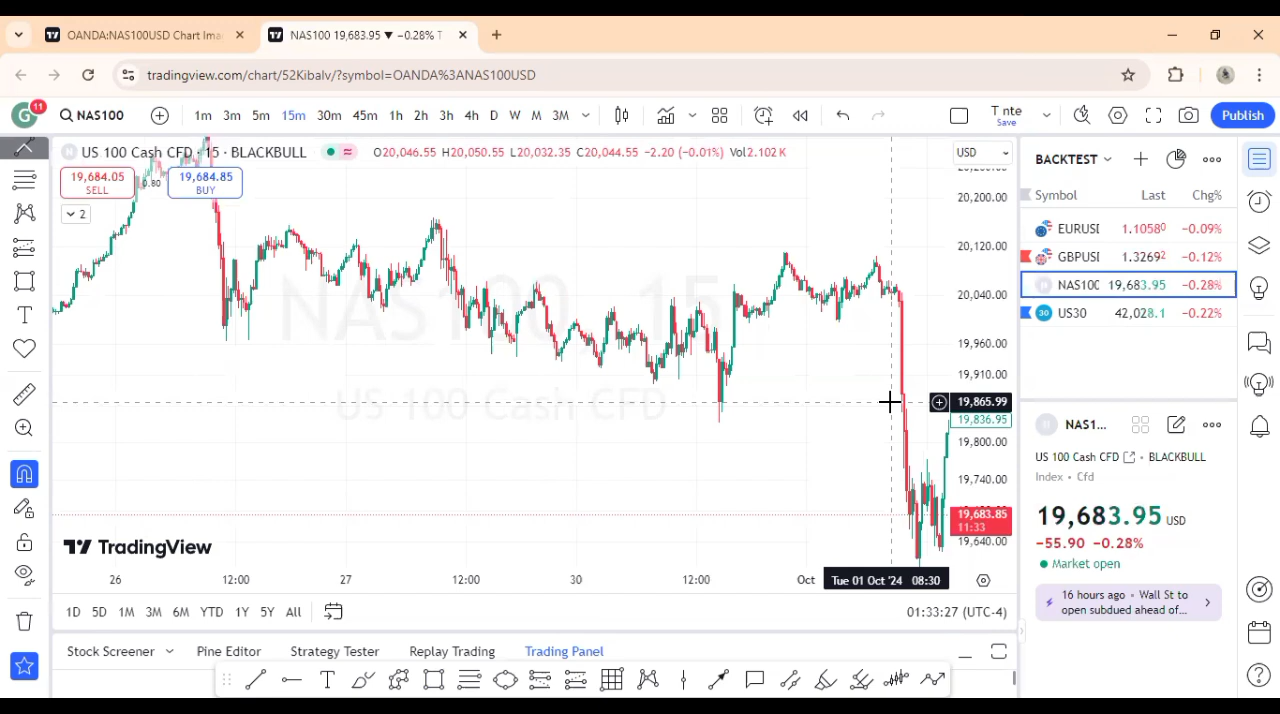 OANDA:NAS100USD Chart Ima
NAS100 19,683.95 ▼ −0.28% T
tradingview.com/chart/52Kibalv/?symbol=OANDA%3ANAS100USD
G 11 NAS100 1m 3m 5m 15m 30m 45m 1h 2h 3h 4h D W M 3M T nte Save Publish
US 100 Cash CFD · 15 · BLACKBULL O20,046.55 H20,050.55 L20,032.35 C20,044.55 −2.20 (−0.01%) Vol2.102 K USD
19,684.05 SELL 0.80 19,684.85 BUY
2
NAS100, 15
US 100 Cash CFD
20,200.00
20,120.00
20,040.00
19,960.00
19,910.00
19,865.99
19,836.95
19,800.00
19,740.00
19,683.85
11:33
19,640.00
TradingView
26 12:00 27 12:00 30 12:00 Oct Tue 01 Oct '24 08:30
1D 5D 1M 3M 6M YTD 1Y 5Y All 01:33:27 (UTC-4)
Stock Screener Pine Editor Strategy Tester Replay Trading Trading Panel
BACKTEST
Symbol Last Chg%
EURUSI 1.10580 −0.09%
GBPUSI 1.32692 −0.12%
NAS10C 19,683.95 −0.28%
30 US30 42,028.1 −0.22%
NAS1...
US 100 Cash CFD • BLACKBULL
Index • Cfd
19,683.95 USD
−55.90 −0.28%
Market open
16 hours ago • Wall St to
open subdued ahead of...